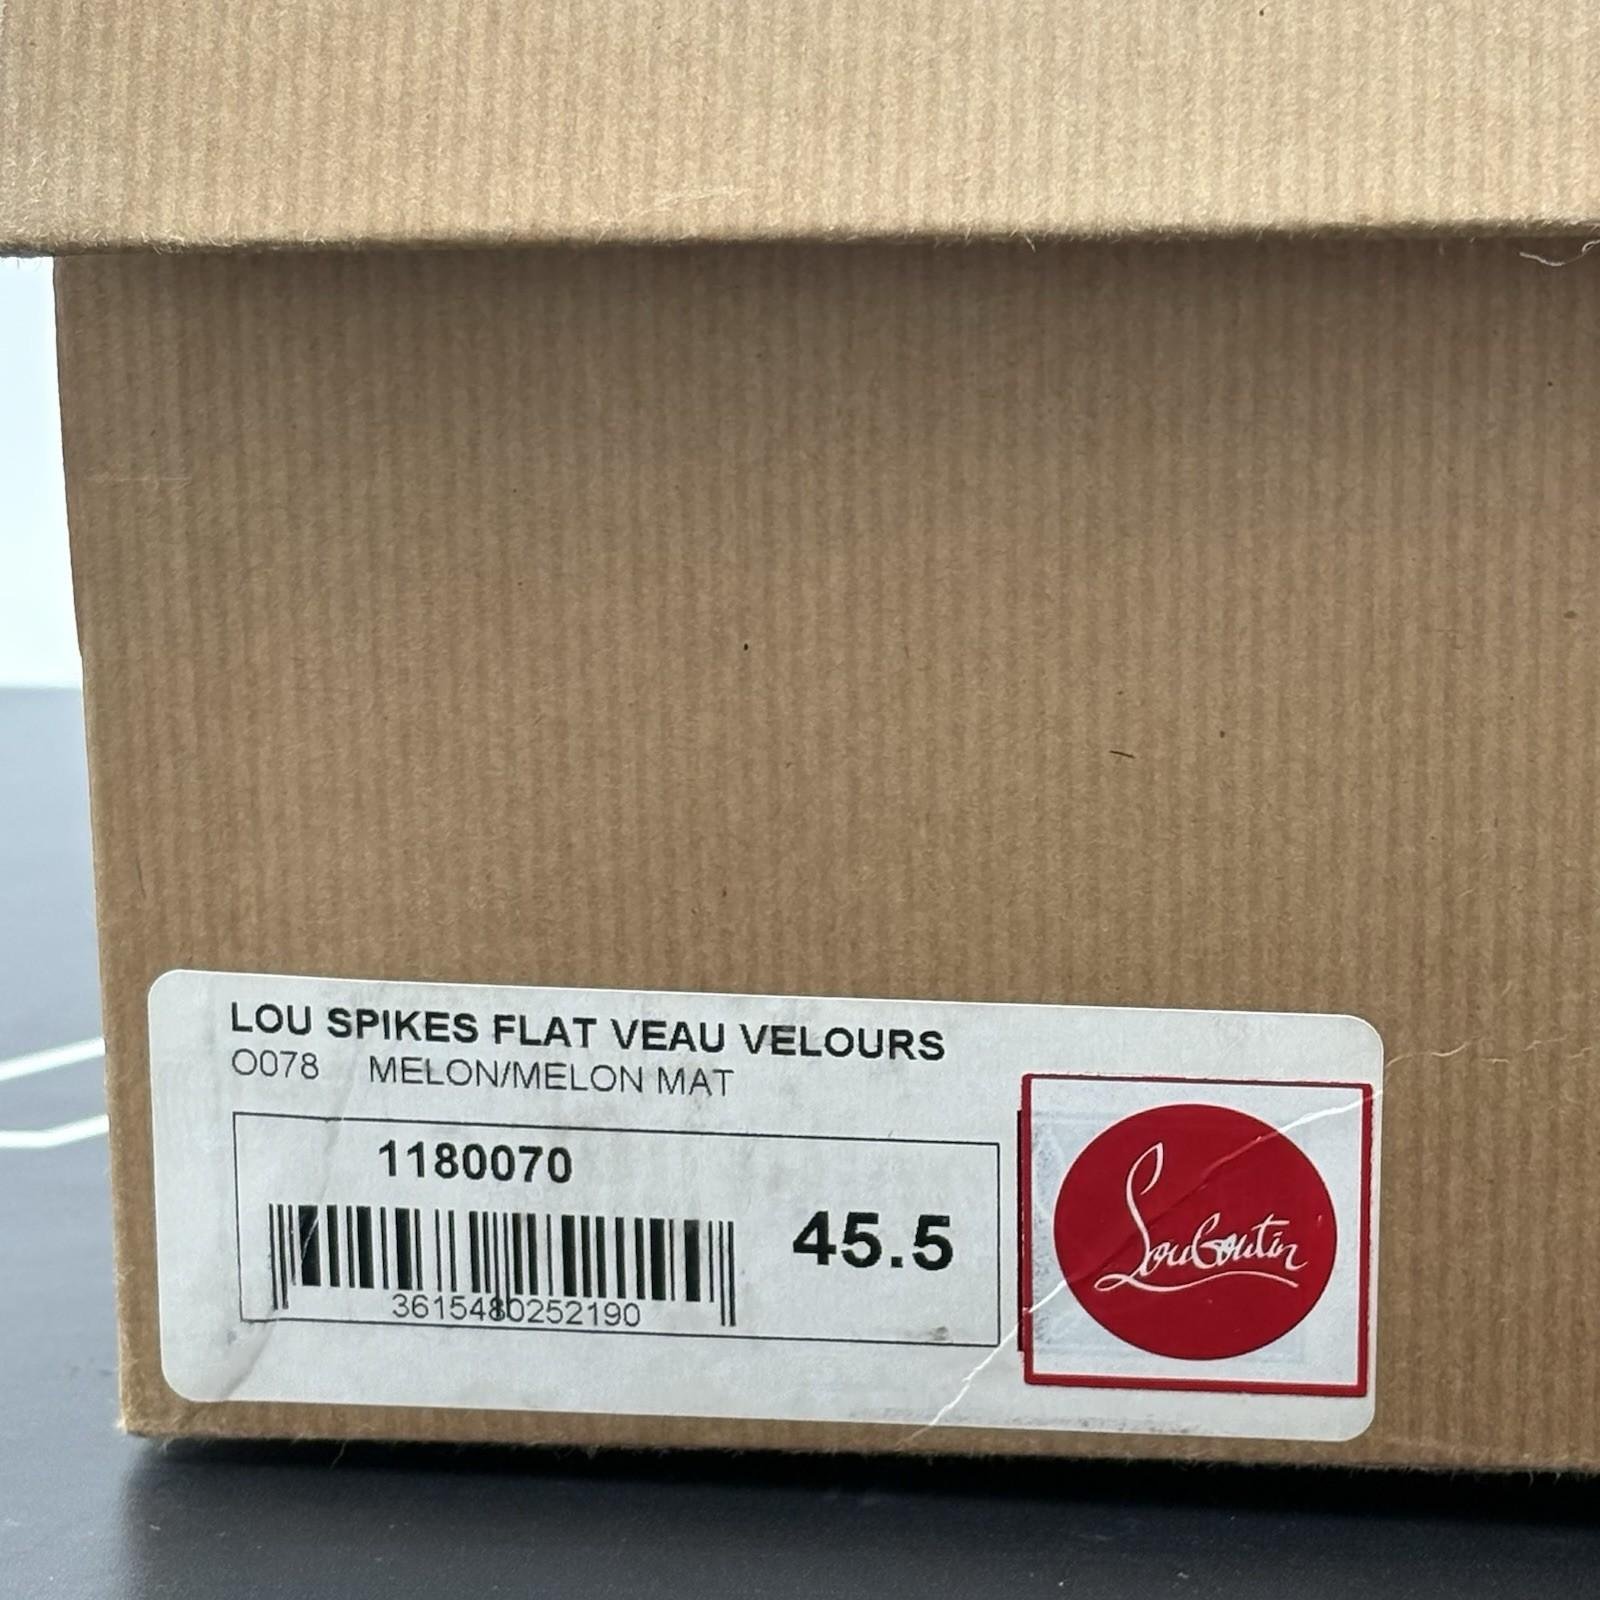 LOU SPIKES FLAT VEAU VELOURS
O078 MELON/MELON MAT
1180070
45.5
3615480252190
Louboutin